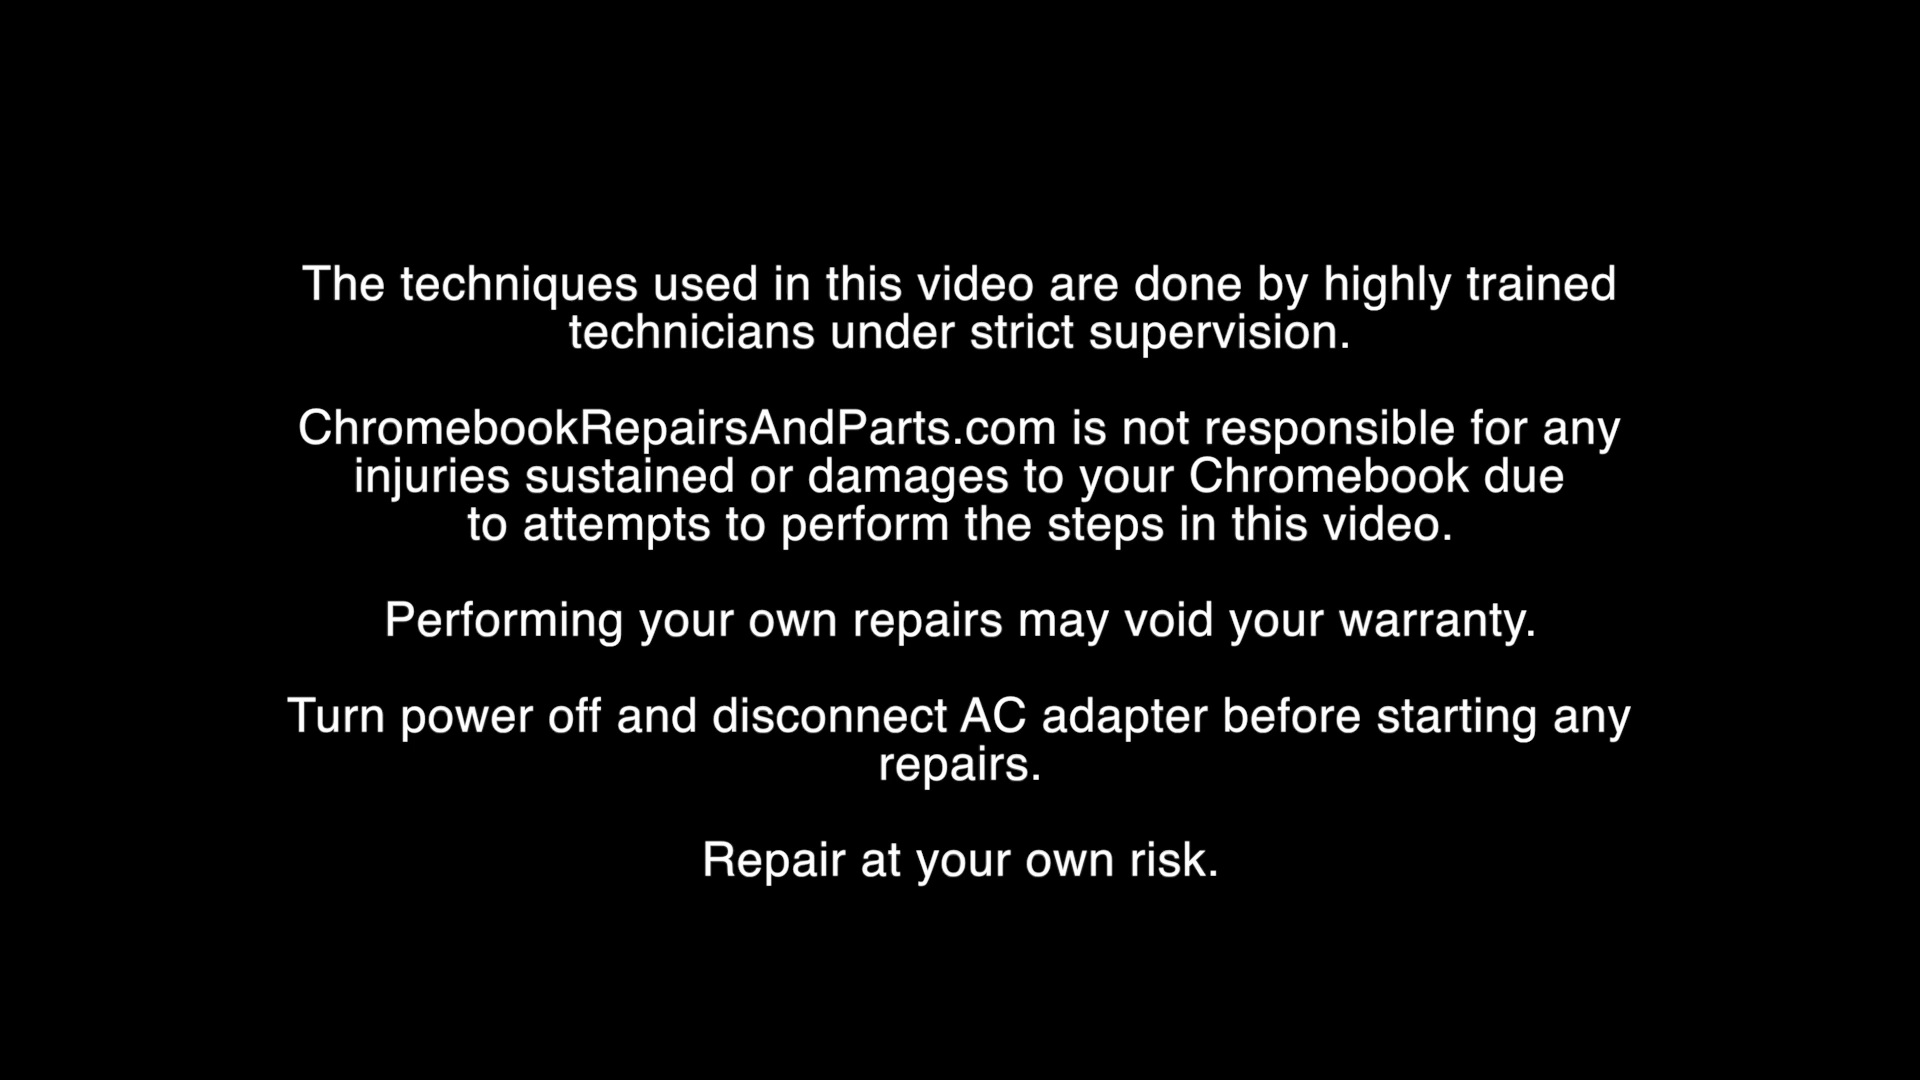 The techniques used in this video are done by highly trained
technicians under strict supervision.
ChromebookRepairsAndParts.com is not responsible for any
injuries sustained or damages to your Chromebook due
to attempts to perform the steps in this video.
Performing your own repairs may void your warranty.
Turn power off and disconnect AC adapter before starting any
repairs.
Repair at your own risk.